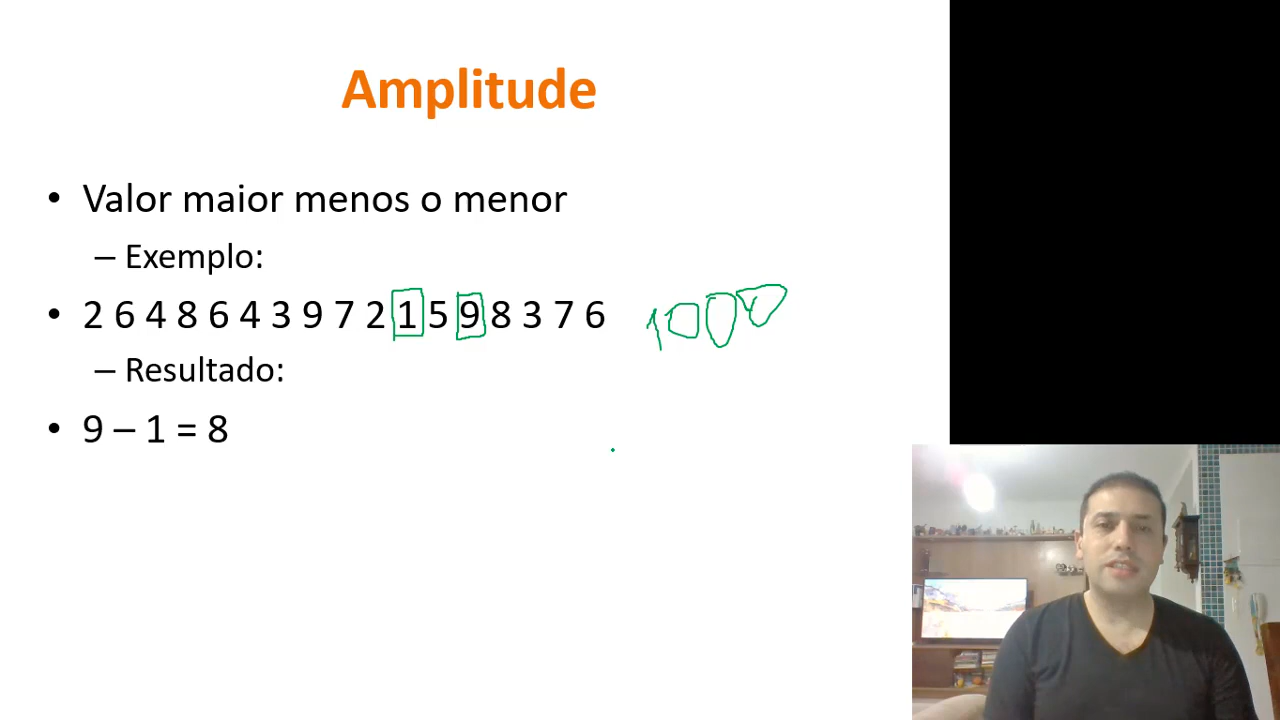 Amplitude
• Valor maior menos o menor
– Exemplo:
• 2 6 4 8 6 4 3 9 7 2 1 5 9 8 3 7 6 1000
– Resultado:
• 9 – 1 = 8